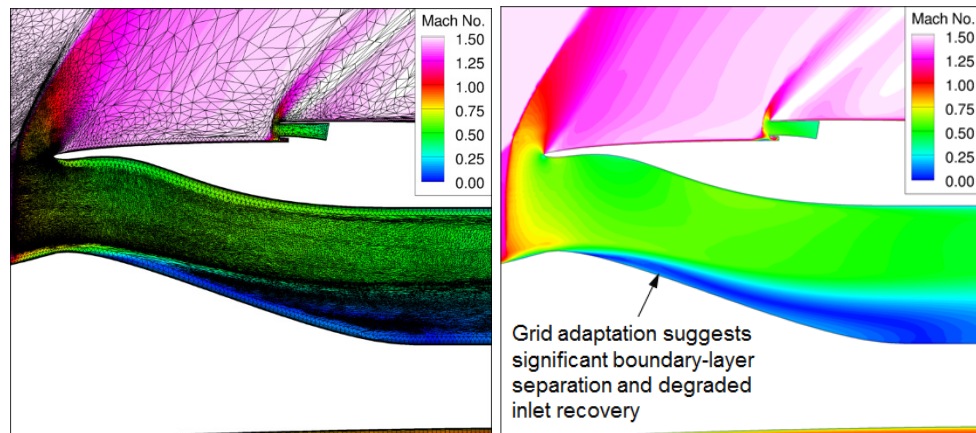 Mach No.
1.50
1.25
1.00
0.75
0.50
0.25
0.00
Mach No.
1.50
1.25
1.00
0.75
0.50
0.25
0.00
Grid adaptation suggests
significant boundary-layer
separation and degraded
inlet recovery